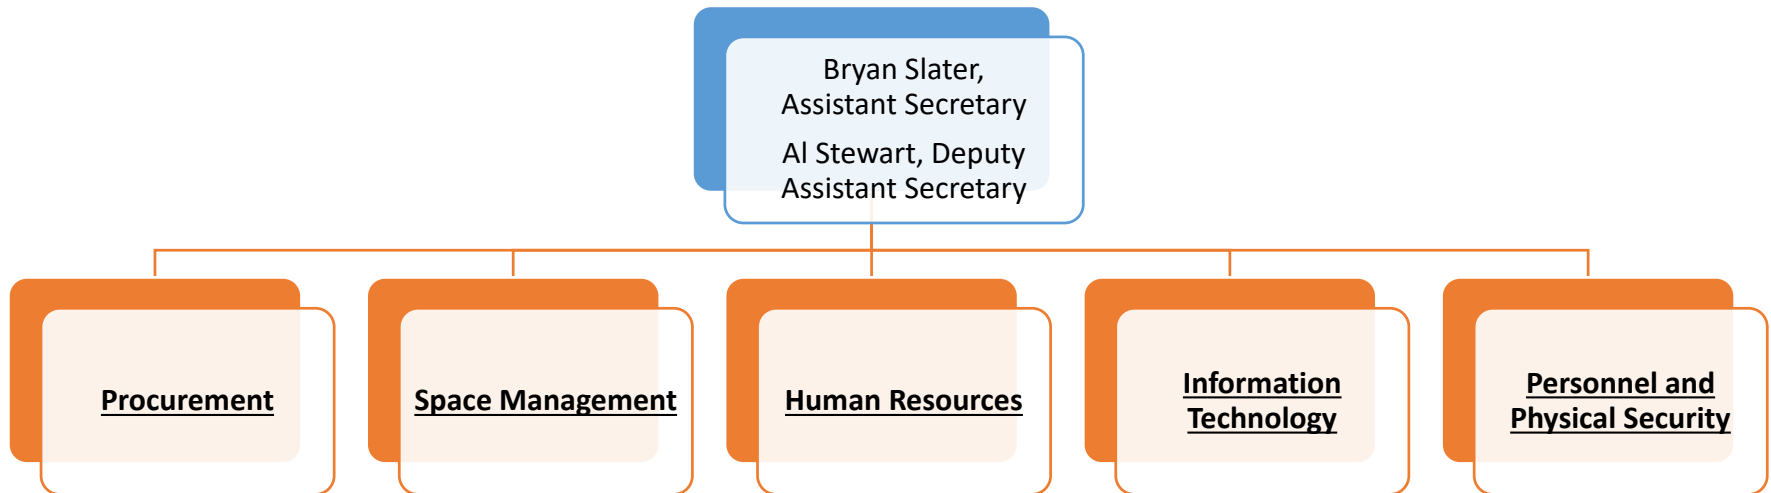 Bryan Slater,
Assistant Secretary
Al Stewart, Deputy
Assistant Secretary
Procurement
Space Management
Human Resources
Information
Technology
Personnel and
Physical Security